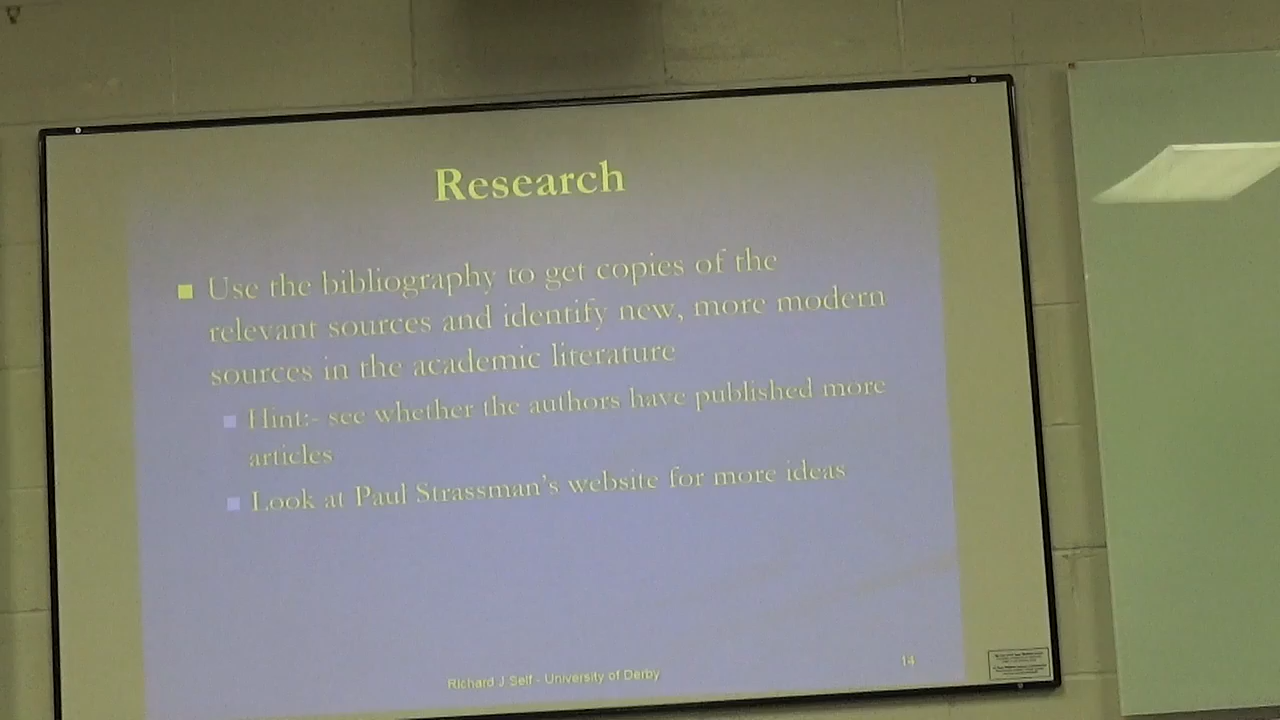 Research
Use the bibliography to get copies of the
relevant sources and identify new, more modern
sources in the academic literature
Hint:- see whether the authors have published more
articles
Look at Paul Strassman's website for more ideas
Richard J Self - University of Derby
14